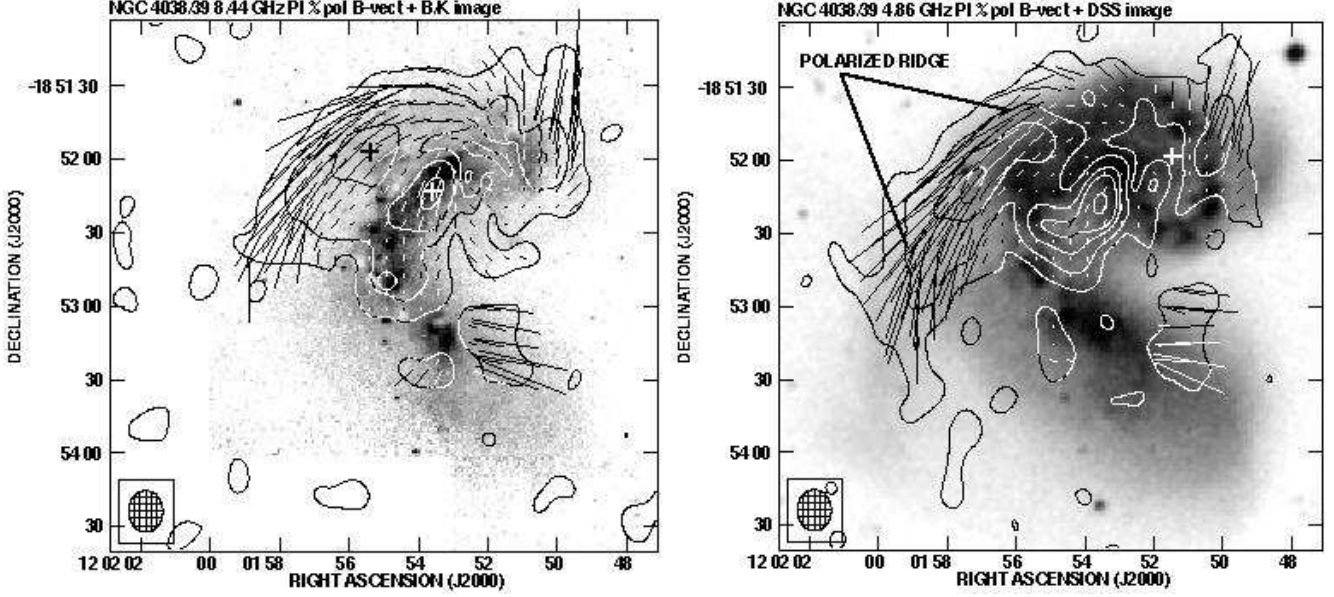 NGC 4038/39 8.44 GHz PI % pol B-vect + B/K image
-18 51 30
52 00
30
53 00
30
54 00
30
DECLINATION (J2000)
12 02 02 00 01 58 56 54 52 50 48
RIGHT ASCENSION (J2000)
NGC 4038/39 4.86 GHz PI % pol B-vect + DSS image
POLARIZED RIDGE
-18 51 30
52 00
30
53 00
30
54 00
30
DECLINATION (J2000)
12 02 02 00 01 58 56 54 52 50 48
RIGHT ASCENSION (J2000)